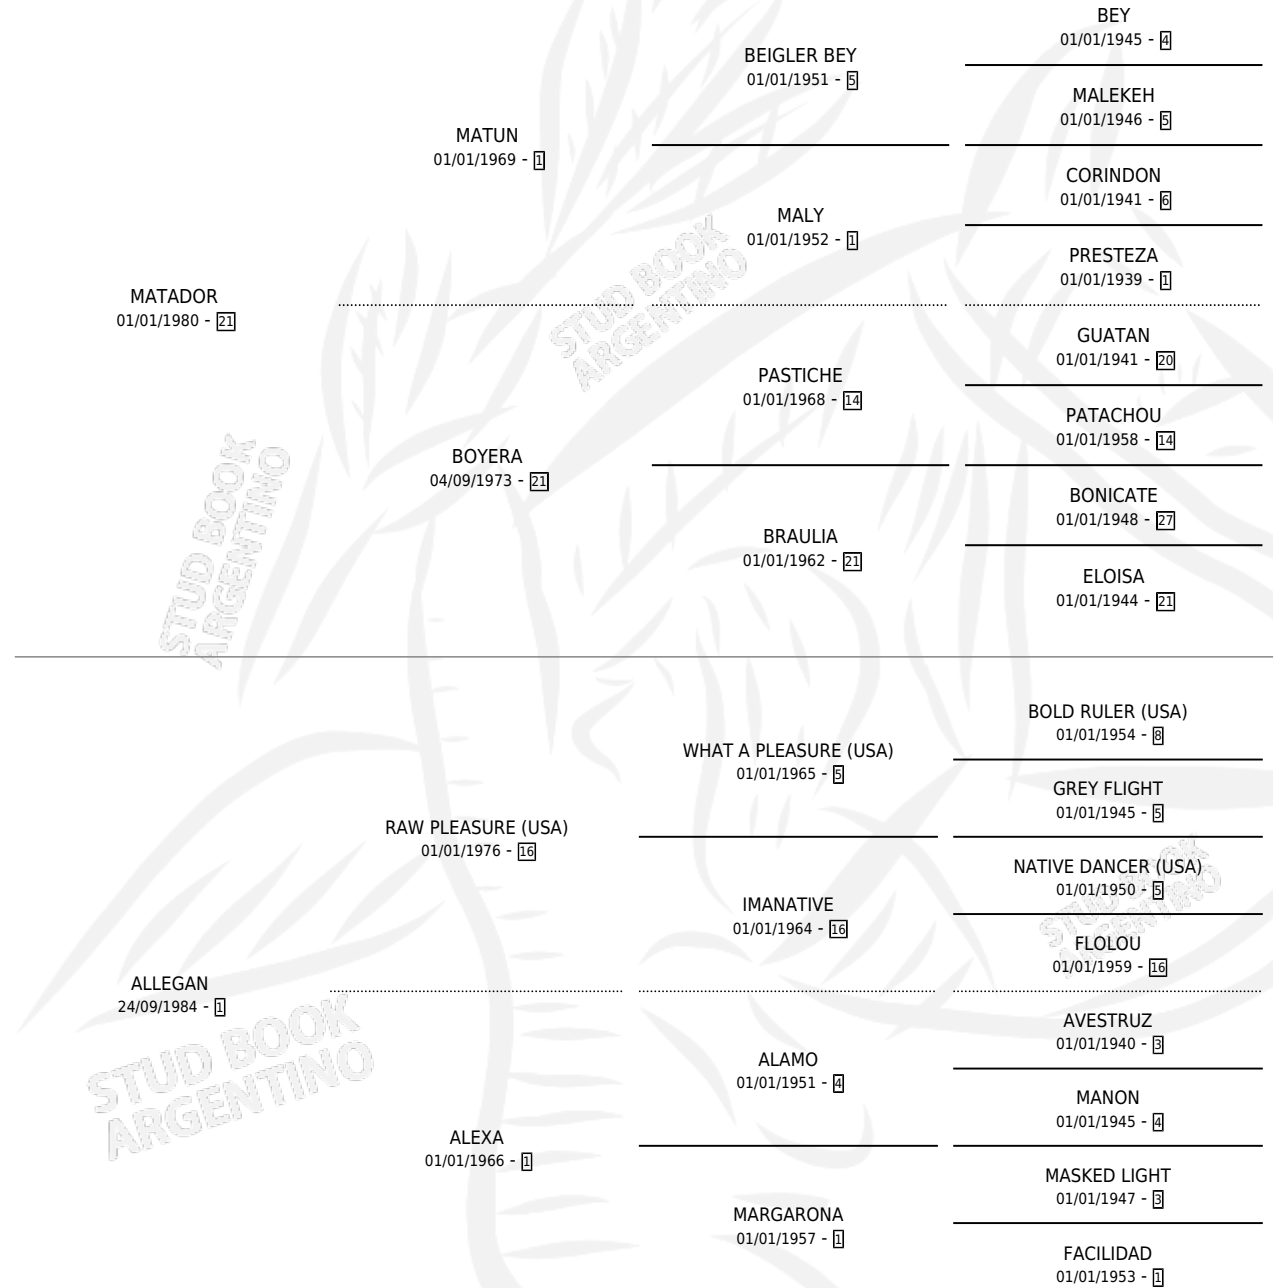 BEY
01/01/1945 - 4
BEIGLER BEY
01/01/1951 - 5
MALEKEH
01/01/1946 - 5
MATUN
01/01/1969 - 1
CORINDON
01/01/1941 - 6
MALY
01/01/1952 - 1
PRESTEZA
01/01/1939 - 1
MATADOR
01/01/1980 - 21
GUATAN
01/01/1941 - 20
PASTICHE
01/01/1968 - 14
PATACHOU
01/01/1958 - 14
BOYERA
04/09/1973 - 21
BONICATE
01/01/1948 - 27
BRAULIA
01/01/1962 - 21
ELOISA
01/01/1944 - 21
BOLD RULER (USA)
01/01/1954 - 8
WHAT A PLEASURE (USA)
01/01/1965 - 5
GREY FLIGHT
01/01/1945 - 5
RAW PLEASURE (USA)
01/01/1976 - 16
NATIVE DANCER (USA)
01/01/1950 - 5
IMANATIVE
01/01/1964 - 16
FLOLOU
01/01/1959 - 16
ALLEGAN
24/09/1984 - 1
AVESTRUZ
01/01/1940 - 3
ALAMO
01/01/1951 - 4
MANON
01/01/1945 - 4
ALEXA
01/01/1966 - 1
MASKED LIGHT
01/01/1947 - 3
MARGARONA
01/01/1957 - 1
FACILIDAD
01/01/1953 - 1
STUD BOOK
ARGENTINO
STUD BOOK
ARGENTINO
STUD BOOK
ARGENTINO
STUD BOOK
ARGENTINO